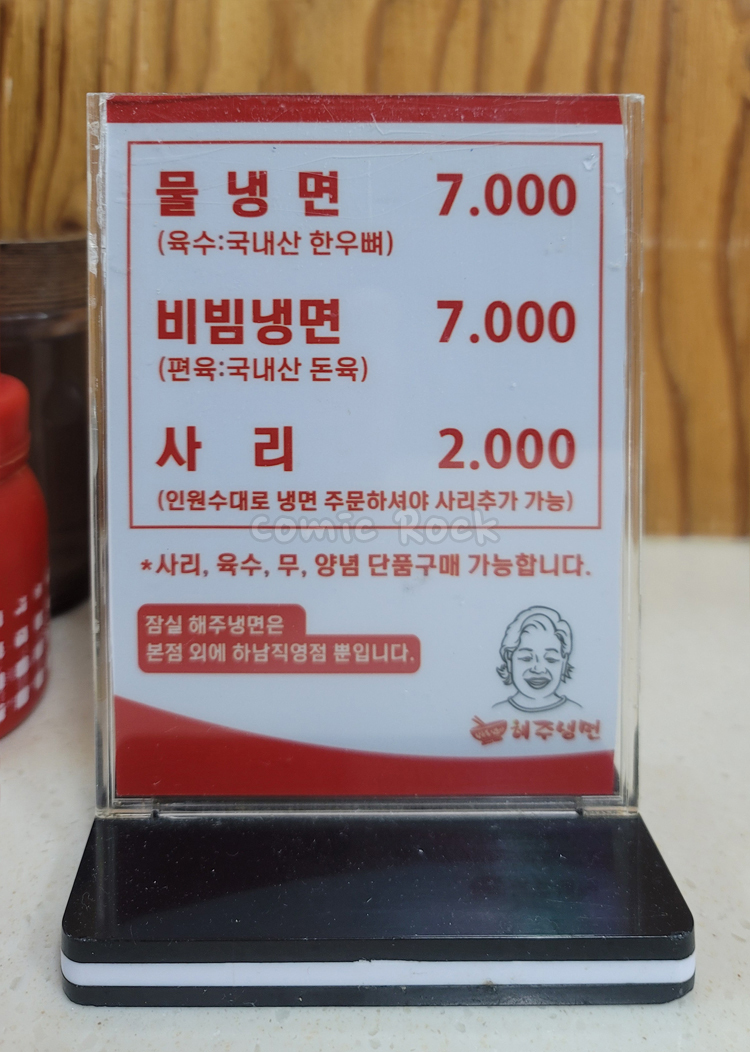 물 냉 면 7.000
(육수:국내산 한우뼈)
비빔냉면 7.000
(편육:국내산 돈육)
사 리 2.000
(인원수대로 냉면 주문하셔야 사리추가 가능)
comic Rock
*사리, 육수, 무, 양념 단품구매 가능합니다.
잠실 해주냉면은
본점 외에 하남직영점 뿐입니다.
해주냉면